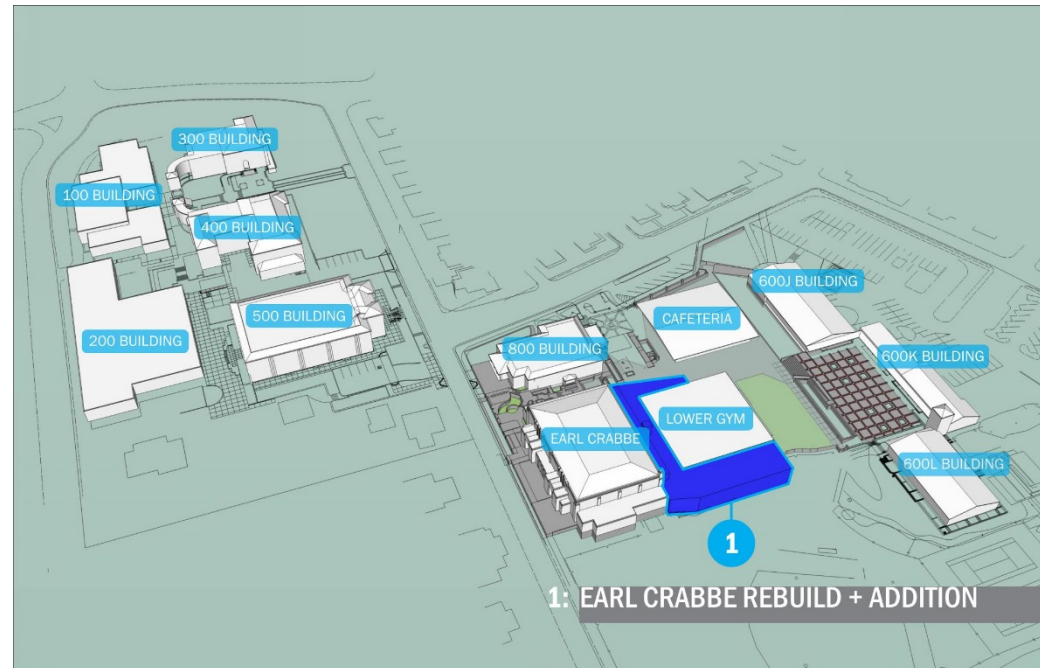 300 BUILDING
100 BUILDING
400 BUILDING
200 BUILDING
500 BUILDING
600J BUILDING
CAFETERIA
800 BUILDING
600K BUILDING
LOWER GYM
EARL CRABBE
600L BUILDING
1
1: EARL CRABBE REBUILD + ADDITION